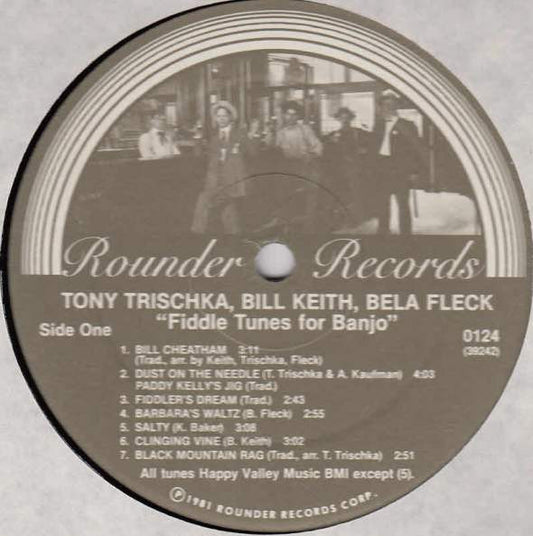 Rounder Records
TONY TRISCHKA, BILL KEITH, BELA FLECK
"Fiddle Tunes for Banjo"
Side One
0124
(39242)
1. BILL CHEATHAM 3:11
(Trad., arr. by Keith, Trischka, Fleck)
2. DUST ON THE NEEDLE (T. Trischka & A. Kaufman) 4:03
PADDY KELLY'S JIG (Trad.)
3. FIDDLER'S DREAM (Trad.) 2:43
4. BARBARA'S WALTZ (B. Fleck) 2:55
5. SALTY (K. Baker) 3:08
6. CLINGING VINE (B. Keith) 3:02
7. BLACK MOUNTAIN RAG (Trad., arr. T. Trischka) 2:51
All tunes Happy Valley Music BMI except (5).
Ⓟ1981 ROUNDER RECORDS CORP.